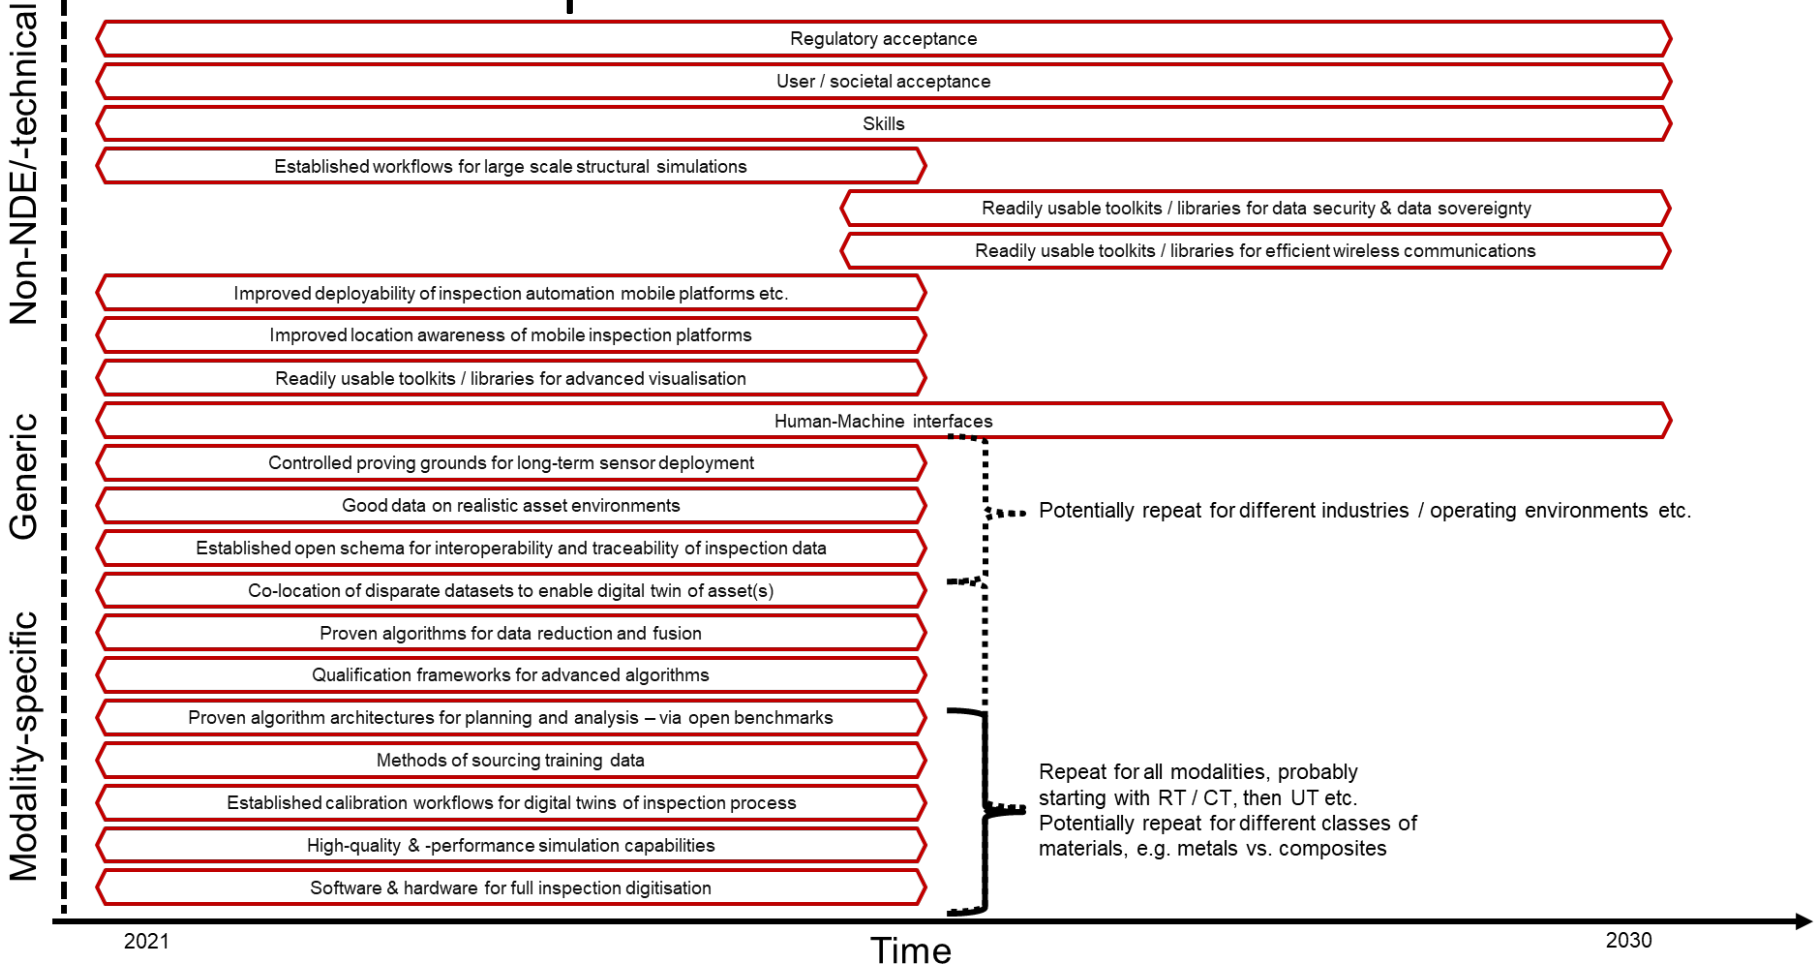 Non-NDE/-technical
Regulatory acceptance
User / societal acceptance
Skills
Established workflows for large scale structural simulations
Readily usable toolkits / libraries for data security & data sovereignty
Readily usable toolkits / libraries for efficient wireless communications
Improved deployability of inspection automation mobile platforms etc.
Improved location awareness of mobile inspection platforms
Readily usable toolkits / libraries for advanced visualisation
Generic
Human-Machine interfaces
Controlled proving grounds for long-term sensor deployment
Good data on realistic asset environments
Potentially repeat for different industries / operating environments etc.
Established open schema for interoperability and traceability of inspection data
Co-location of disparate datasets to enable digital twin of asset(s)
Modality-specific
Proven algorithms for data reduction and fusion
Qualification frameworks for advanced algorithms
Proven algorithm architectures for planning and analysis – via open benchmarks
Methods of sourcing training data
Established calibration workflows for digital twins of inspection process
High-quality & -performance simulation capabilities
Software & hardware for full inspection digitisation
Repeat for all modalities, probably
starting with RT / CT, then UT etc.
Potentially repeat for different classes of
materials, e.g. metals vs. composites
2021
Time
2030